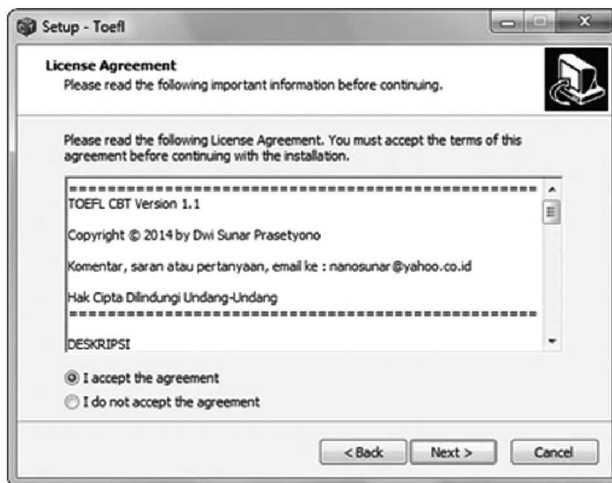 Setup - Toefl
License Agreement
Please read the following important information before continuing.
Please read the following License Agreement. You must accept the terms of this
agreement before continuing with the installation.
==================================================
TOEFL CBT Version 1.1
Copyright © 2014 by Dwi Sunar Prasetyono
Komentar, saran atau pertanyaan, email ke : nanosunar@yahoo.co.id
Hak Cipta Dilindungi Undang-Undang
==================================================
DESKRIPSI
I accept the agreement
I do not accept the agreement
< Back Next > Cancel